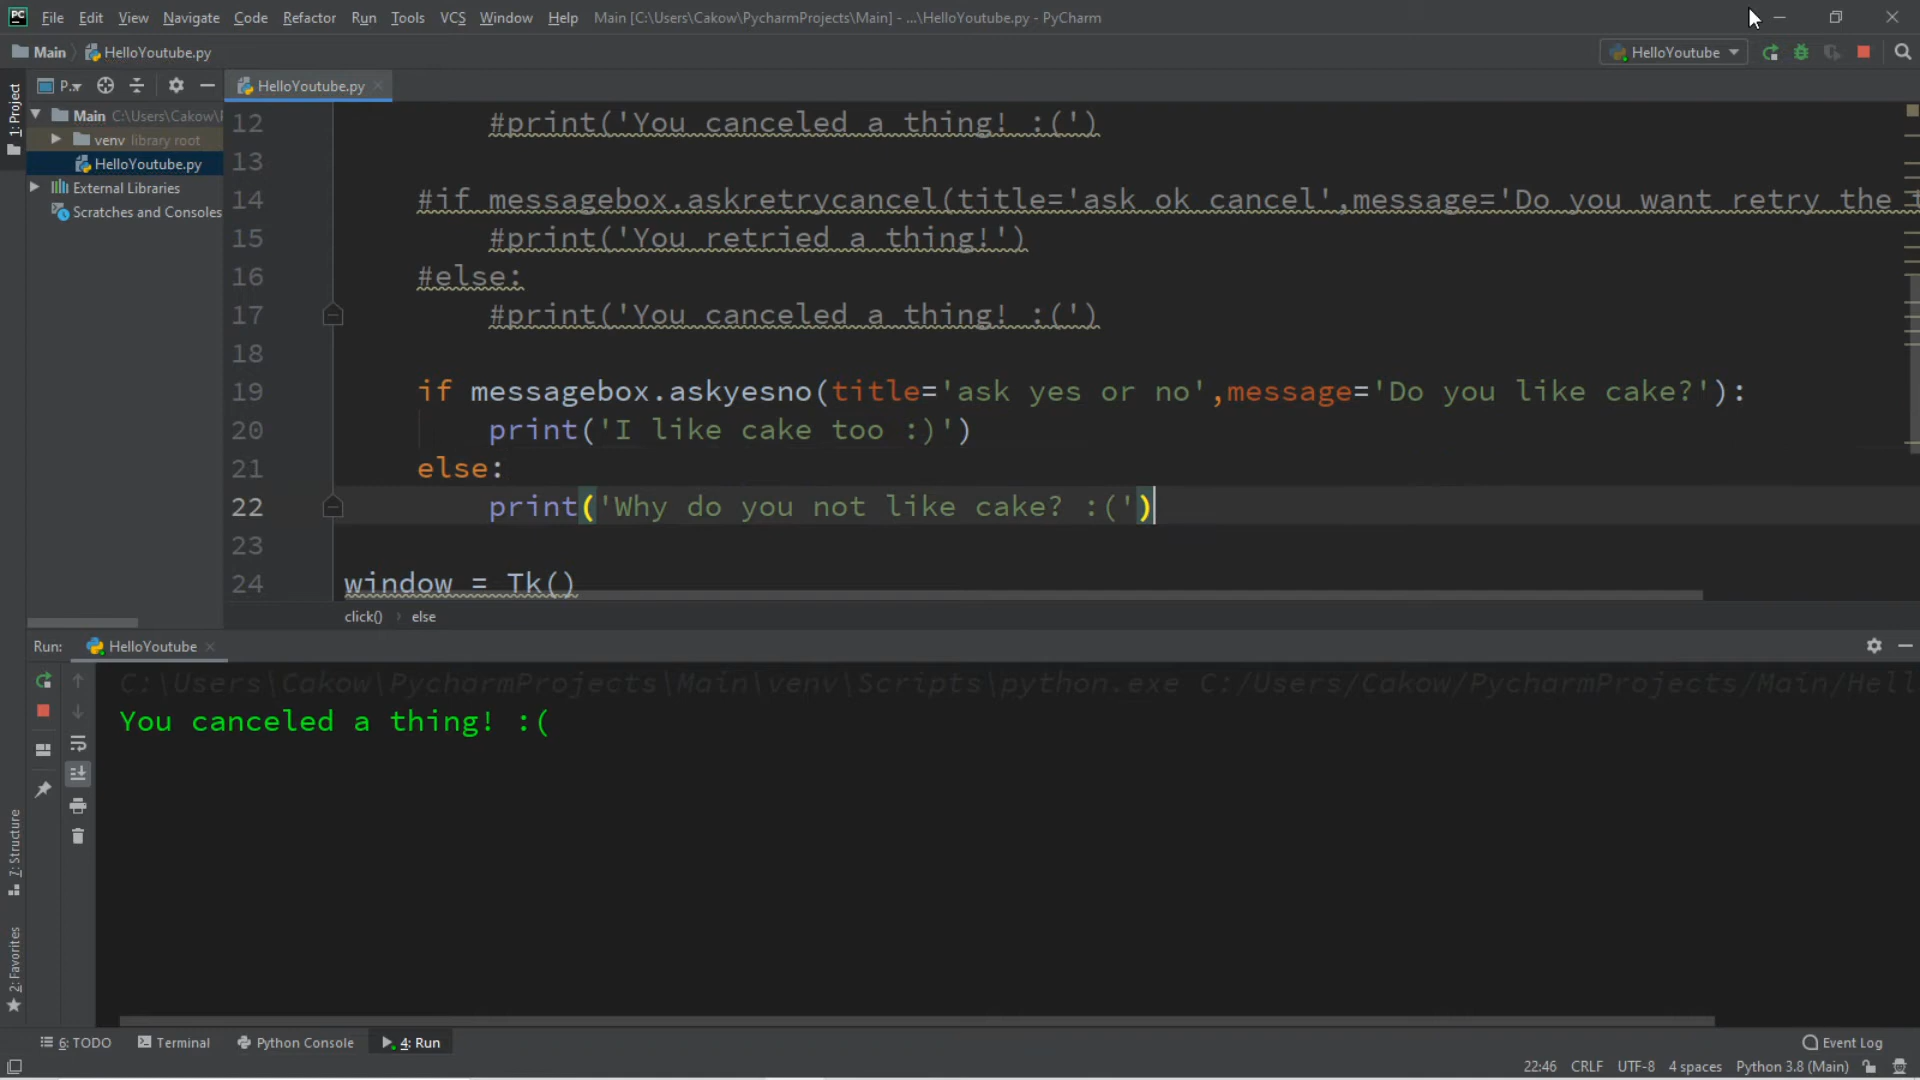 PC File Edit View Navigate Code Refactor Run Tools VCS Window Help Main [C:\Users\Cakow\PycharmProjects\Main] - ...\HelloYoutube.py - PyCharm
Main HelloYoutube.py HelloYoutube
1: Project
P.. HelloYoutube.py
Main C:\Users\Cakow\
venv library root
HelloYoutube.py
External Libraries
Scratches and Consoles
12 #print('You canceled a thing! :(')
13
14 #if messagebox.askretrycancel(title='ask ok cancel',message='Do you want retry the t
15 #print('You retried a thing!')
16 #else:
17 #print('You canceled a thing! :(')
18
19 if messagebox.askyesno(title='ask yes or no',message='Do you like cake?'):
20 print('I like cake too :)')
21 else:
22 print('Why do you not like cake? :(')
23
24 window = Tk()
click() › else
Run: HelloYoutube
C:\Users\Cakow\PycharmProjects\Main\venv\Scripts\python.exe C:/Users/Cakow/PycharmProjects/Main/Hell
You canceled a thing! :(
7: Structure
2: Favorites
6: TODO Terminal Python Console 4: Run Event Log
22:46 CRLF UTF-8 4 spaces Python 3.8 (Main)